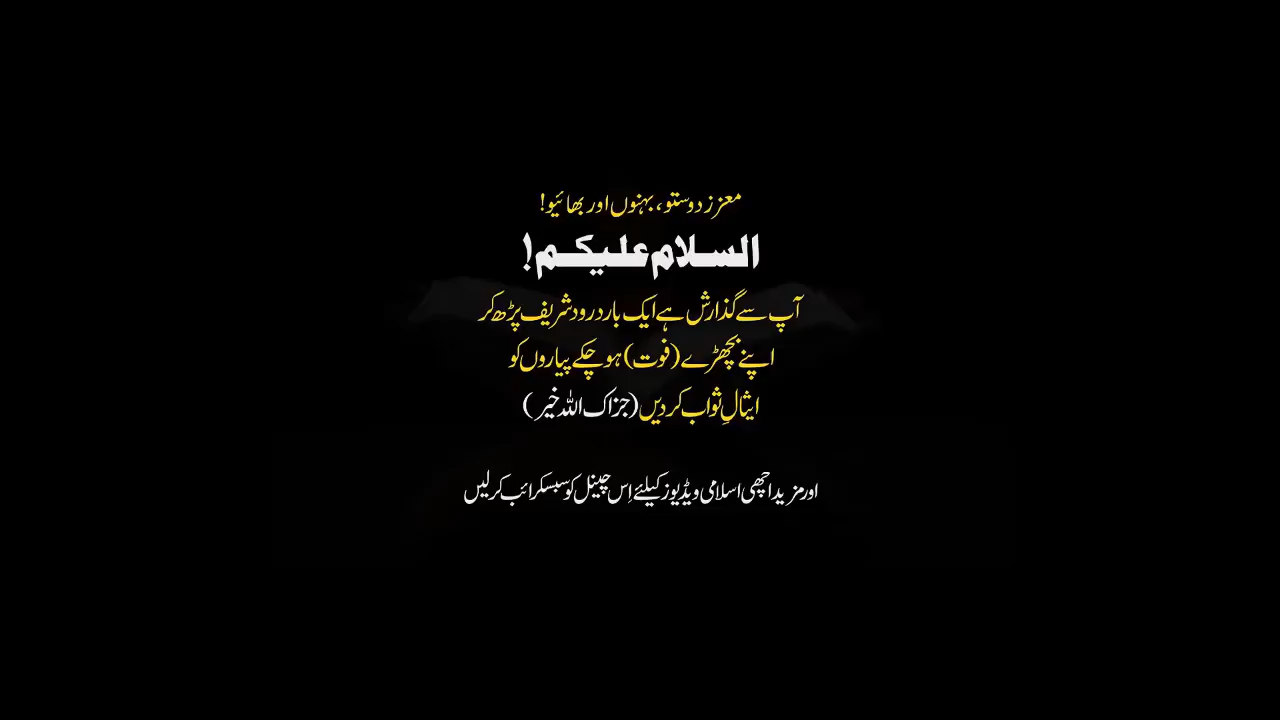 معزز دوستو، بہنوں اور بھائیو!
السلام علیکم!
آپ سے گذارش ہے ایک بار درود شریف پڑھ کر
اپنے بچھڑے (فوت) ہو چکے پیاروں کو
ایثالِ ثواب کر دیں (جزاک اللہ خیر)
اور مزید اچھی اسلامی ویڈیوز کیلئے اِس چینل کو سبسکرائب کر لیں